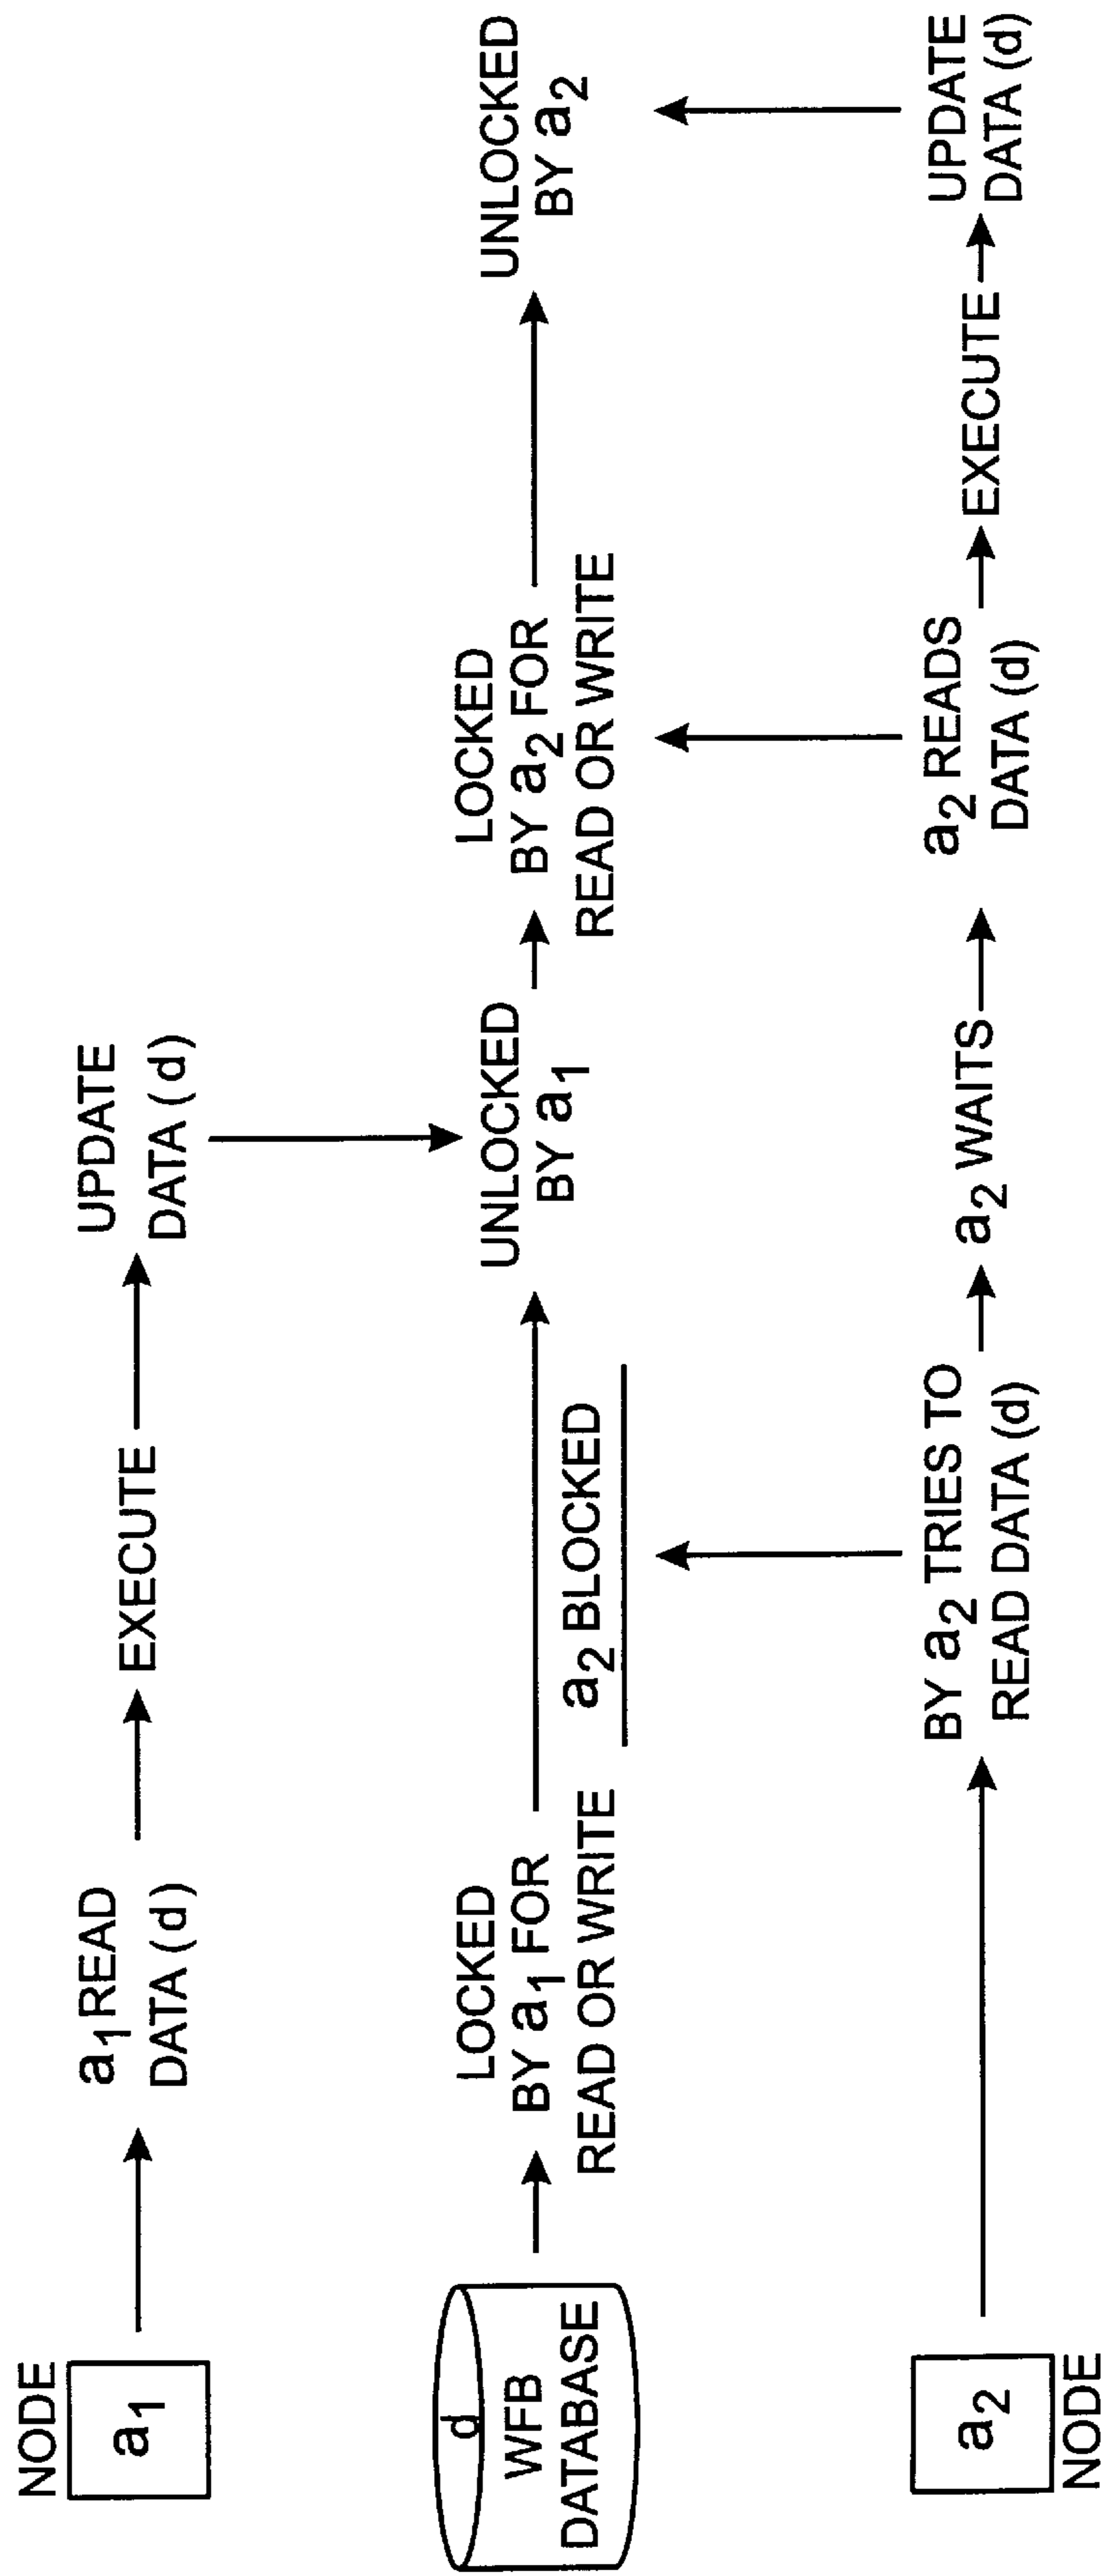 NODE
a1
a1 READ
DATA (d)
EXECUTE
UPDATE
DATA (d)
d
WFB
DATABASE
LOCKED
BY a1 FOR
READ OR WRITE
a2 BLOCKED
UNLOCKED
BY a1
LOCKED
BY a2 FOR
READ OR WRITE
UNLOCKED
BY a2
a2
NODE
BY a2 TRIES TO
READ DATA (d)
a2 WAITS
a2 READS
DATA (d)
EXECUTE
UPDATE
DATA (d)